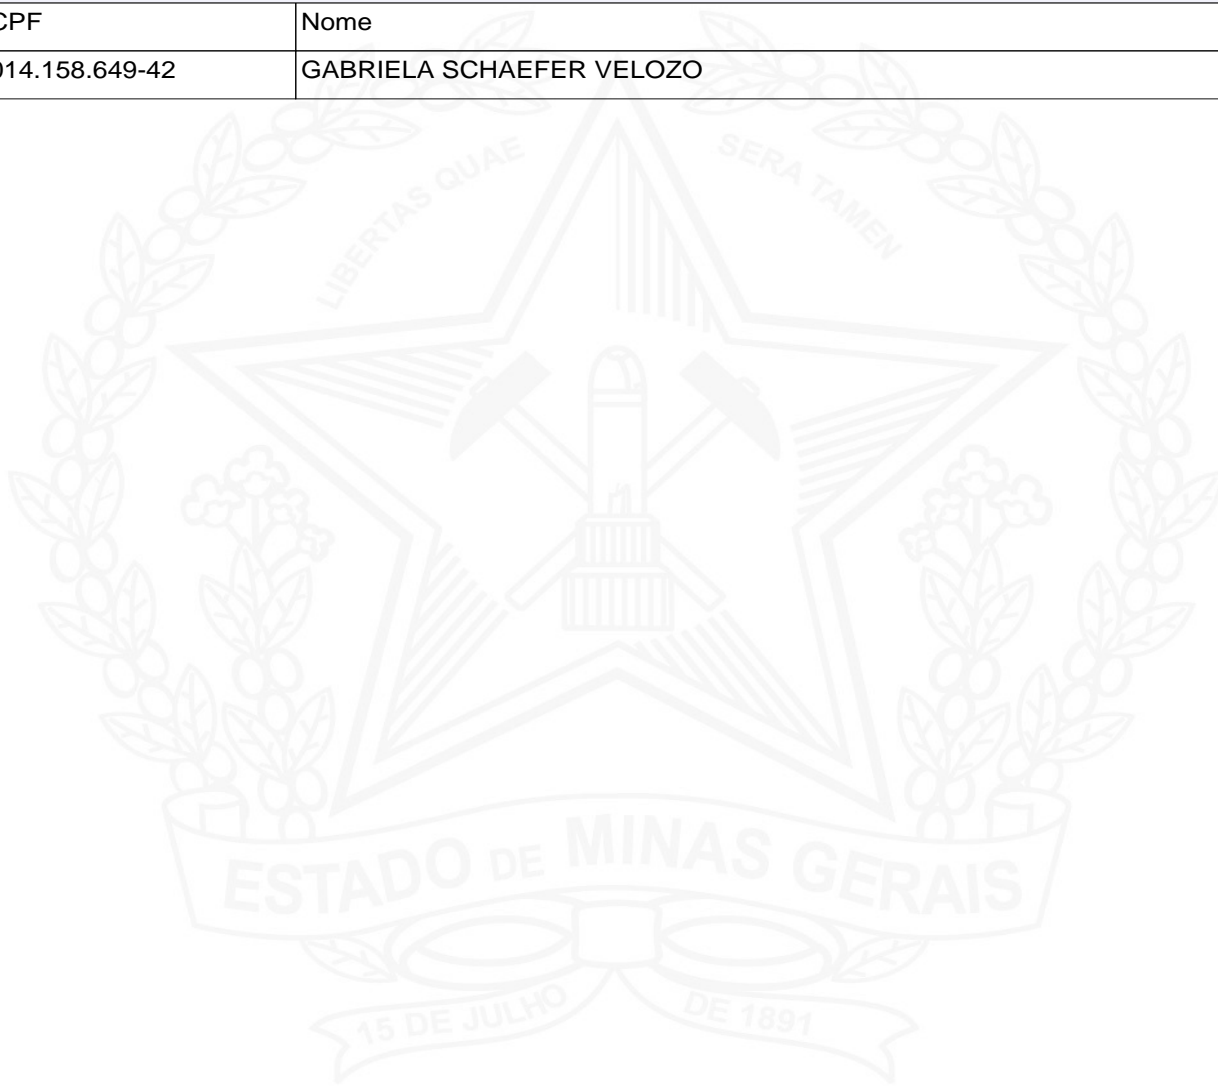 CPF Nome
014.158.649-42 GABRIELA SCHAEFER VELOZO
LIBERTAS QUAE SERA TAMEN
ESTADO DE MINAS GERAIS
15 DE JULHO DE 1891